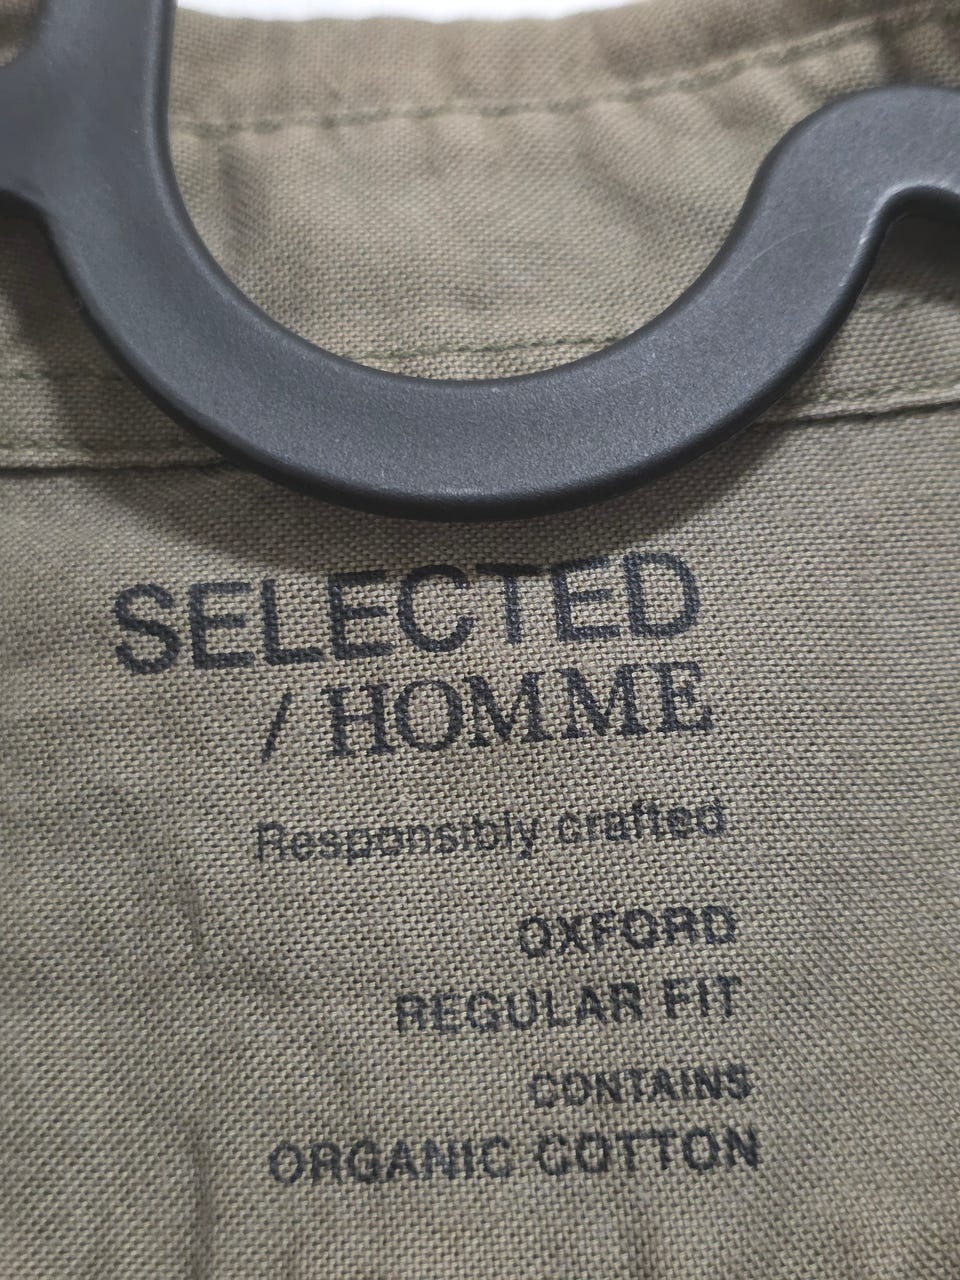 SELECTED
/ HOMME
Responsibly crafted
OXFORD
REGULAR FIT
CONTAINS
ORGANIC COTTON